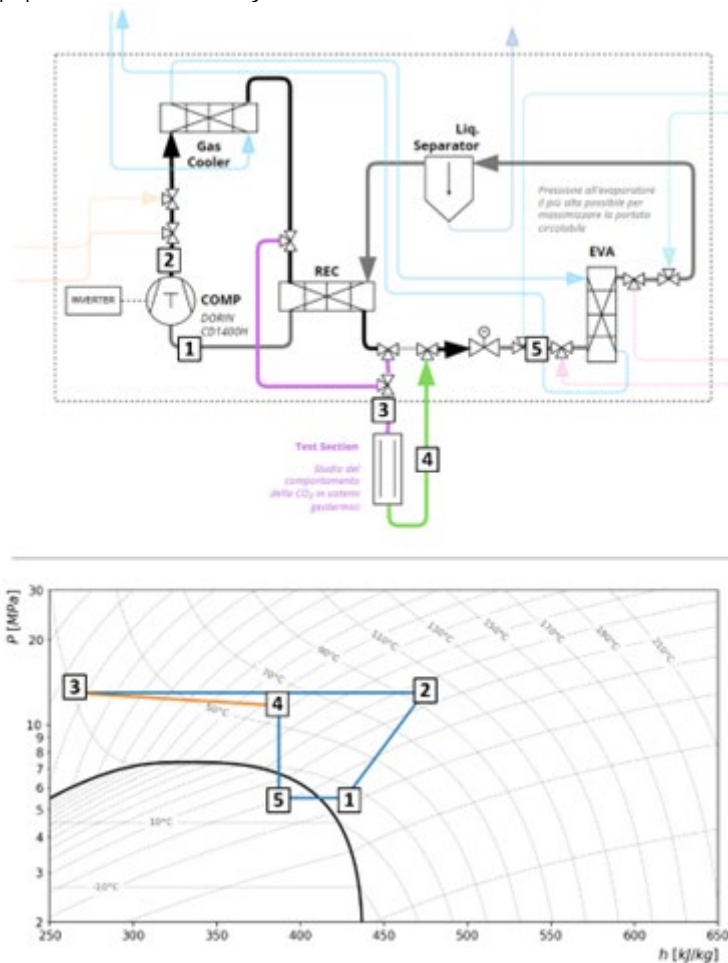 Gas
Cooler
Liq.
Separator
Pressione all'evaporatore
il più alta possibile per
massimizzare la portata
circolabile
2
EVA
REC
INVERTER
COMP
DORIN
CD1400H
1
5
3
4
Test Section
Studio del
comportamento
della CO₂ in sistemi
geotermici
P [MPa]
30
20
10
9
8
7
6
5
4
3
2
3
2
4
5
1
-10°C
10°C
50°C
70°C
90°C
110°C
130°C
150°C
170°C
190°C
210°C
250
300
350
400
450
500
550
600
650
h [kJ/kg]